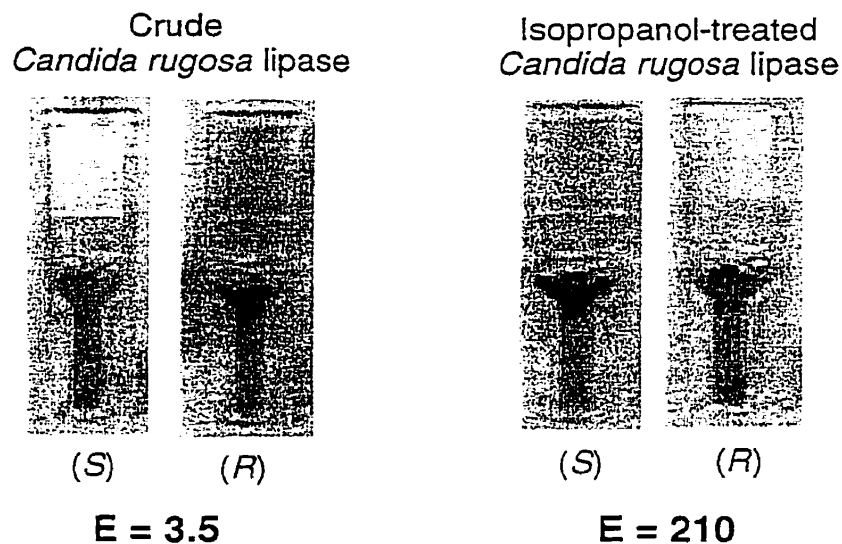 Crude
Candida rugosa lipase
Isopropanol-treated
Candida rugosa lipase
(S)
(R)
(S)
(R)
E = 3.5
E = 210